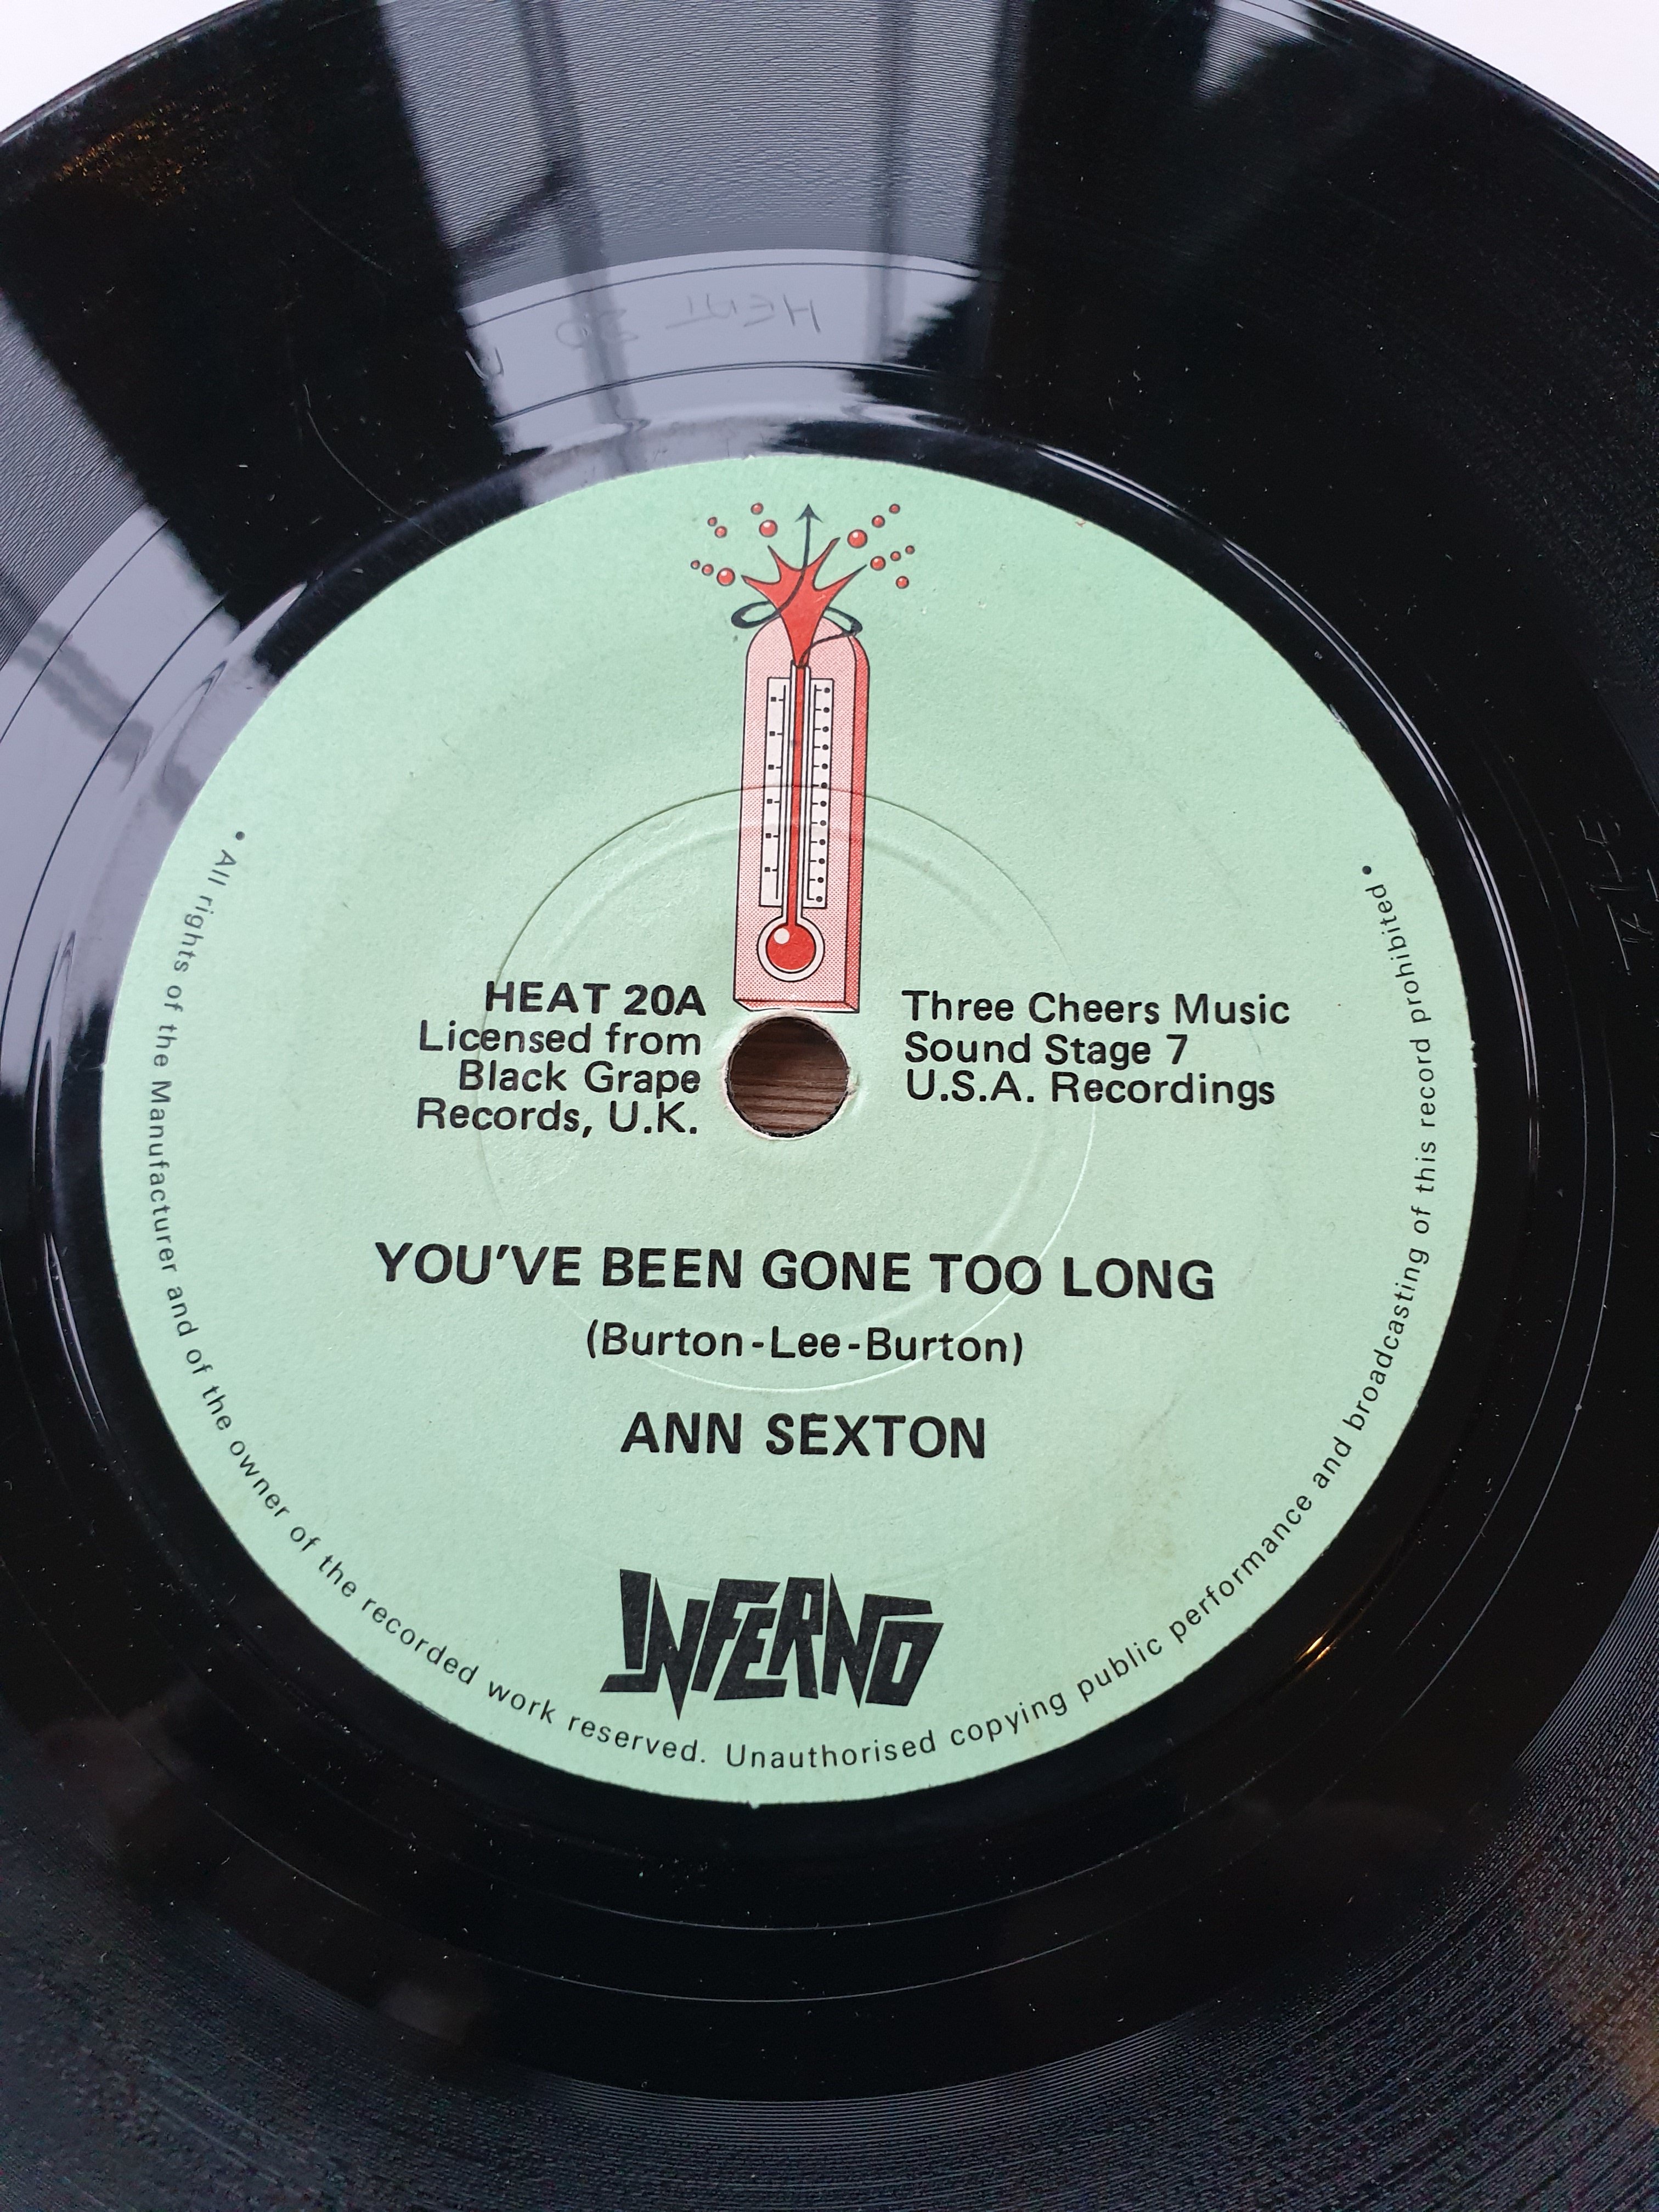 HEAT 20
HEAT 20A
Licensed from
Black Grape
Records, U.K.
Three Cheers Music
Sound Stage 7
U.S.A. Recordings
YOU'VE BEEN GONE TOO LONG
(Burton-Lee-Burton)
ANN SEXTON
INFERNO
• All rights of the Manufacturer and of the owner of the recorded work reserved. Unauthorised copying public performance and broadcasting of this record prohibited •